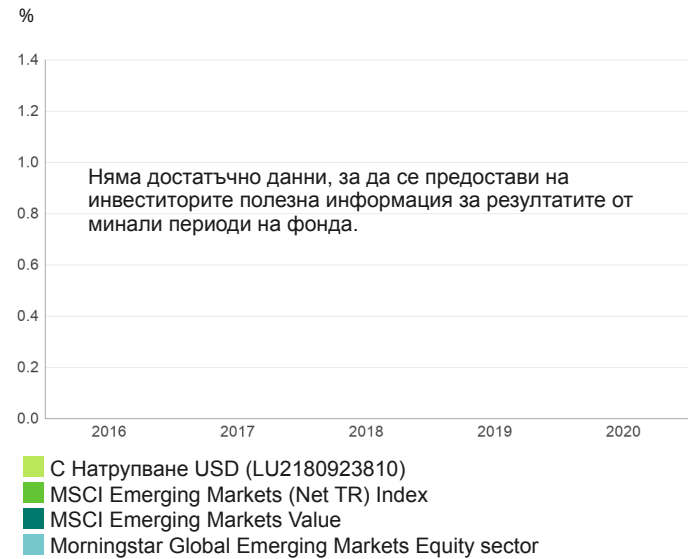 %
1.4
1.2
1.0
Няма достатъчно данни, за да се предостави на
инвеститорите полезна информация за резултатите от
0.8
минали периоди на фонда.
0.6
0.4
0.2
0.0
2016 2017 2018 2019 2020
C Натрупване USD (LU2180923810)
MSCI Emerging Markets (Net TR) Index
MSCI Emerging Markets Value
Morningstar Global Emerging Markets Equity sector